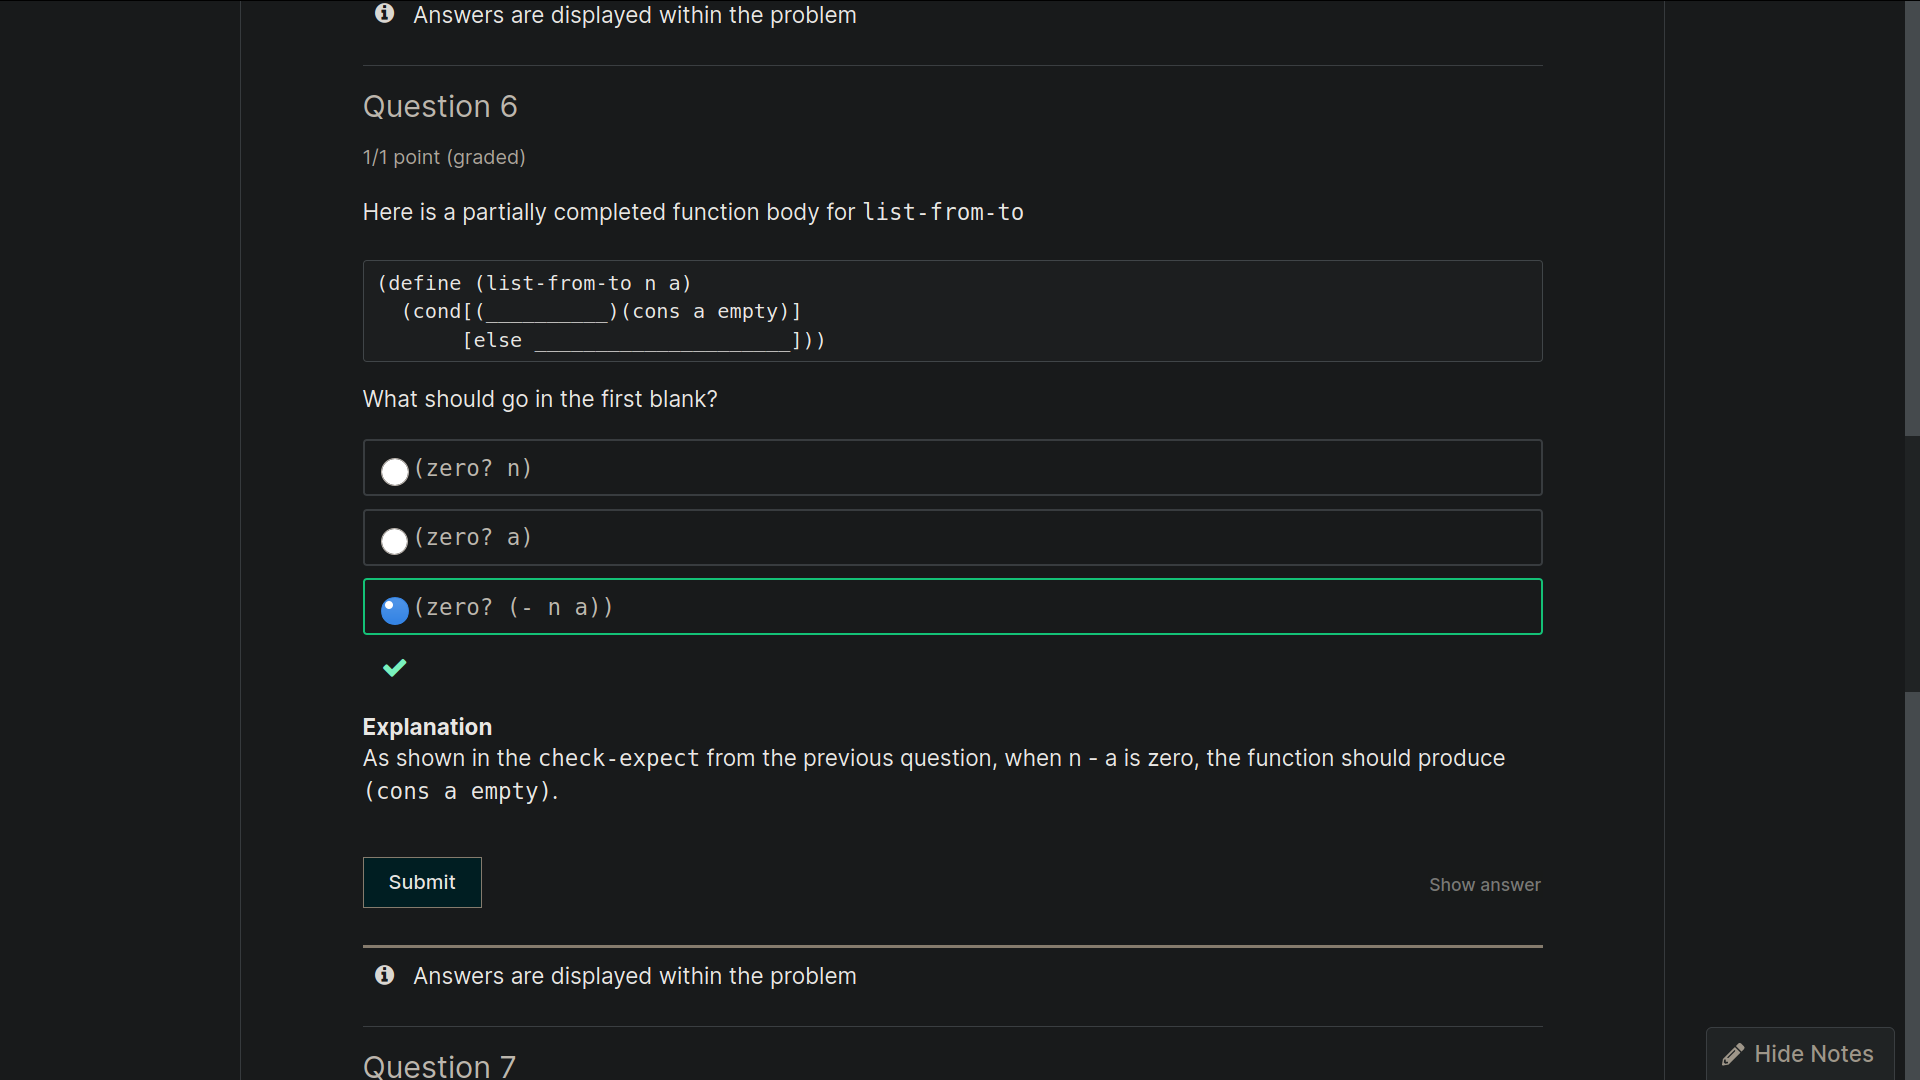 Answers are displayed within the problem
Question 6
1/1 point (graded)
Here is a partially completed function body for list-from-to
(define (list-from-to n a)
  (cond[(__________)(cons a empty)]
       [else _____________________]))
What should go in the first blank?
(zero? n)
(zero? a)
(zero? (- n a))
Explanation
As shown in the check-expect from the previous question, when n - a is zero, the function should produce
(cons a empty).
Submit
Show answer
Answers are displayed within the problem
Question 7
Hide Notes